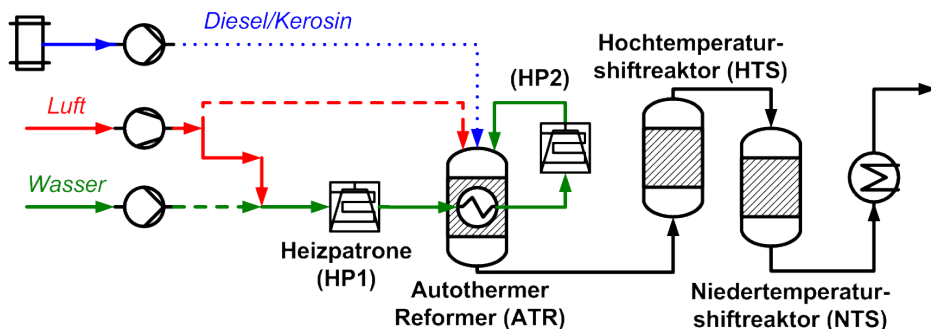 Diesel/Kerosin
Hochtemperatur-
shiftreaktor (HTS)
(HP2)
Luft
Wasser
Heizpatrone
(HP1)
Autothermer
Reformer (ATR)
Niedertemperatur-
shiftreaktor (NTS)